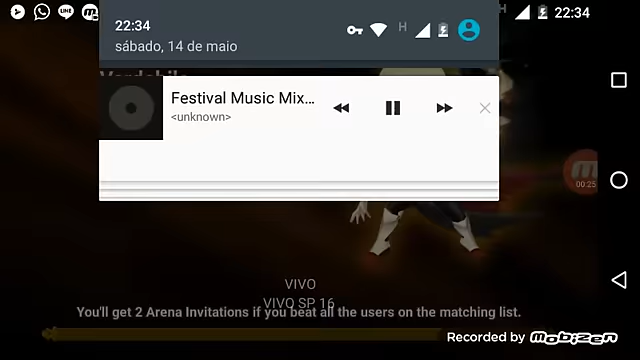 22:34
H
H
22:34
sábado, 14 de maio
Festival Music Mix...
<unknown>
00:25
VIVO
VIVO SP 16
You'll get 2 Arena Invitations if you beat all the users on the matching list.
Recorded by Mobizen